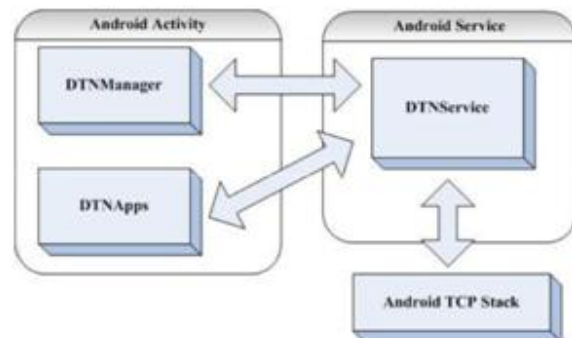 Android Activity
Android Service
DTNManager
DTNService
DTNApps
Android TCP Stack